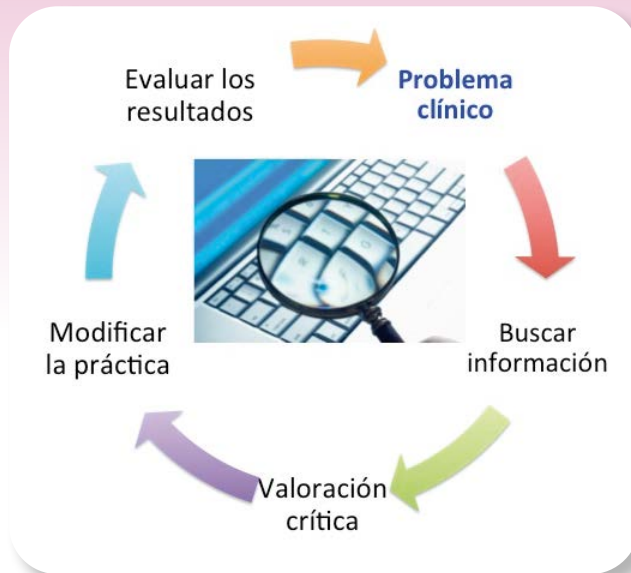 Evaluar los
resultados
Problema
clínico
Buscar
información
Valoración
crítica
Modificar
la práctica